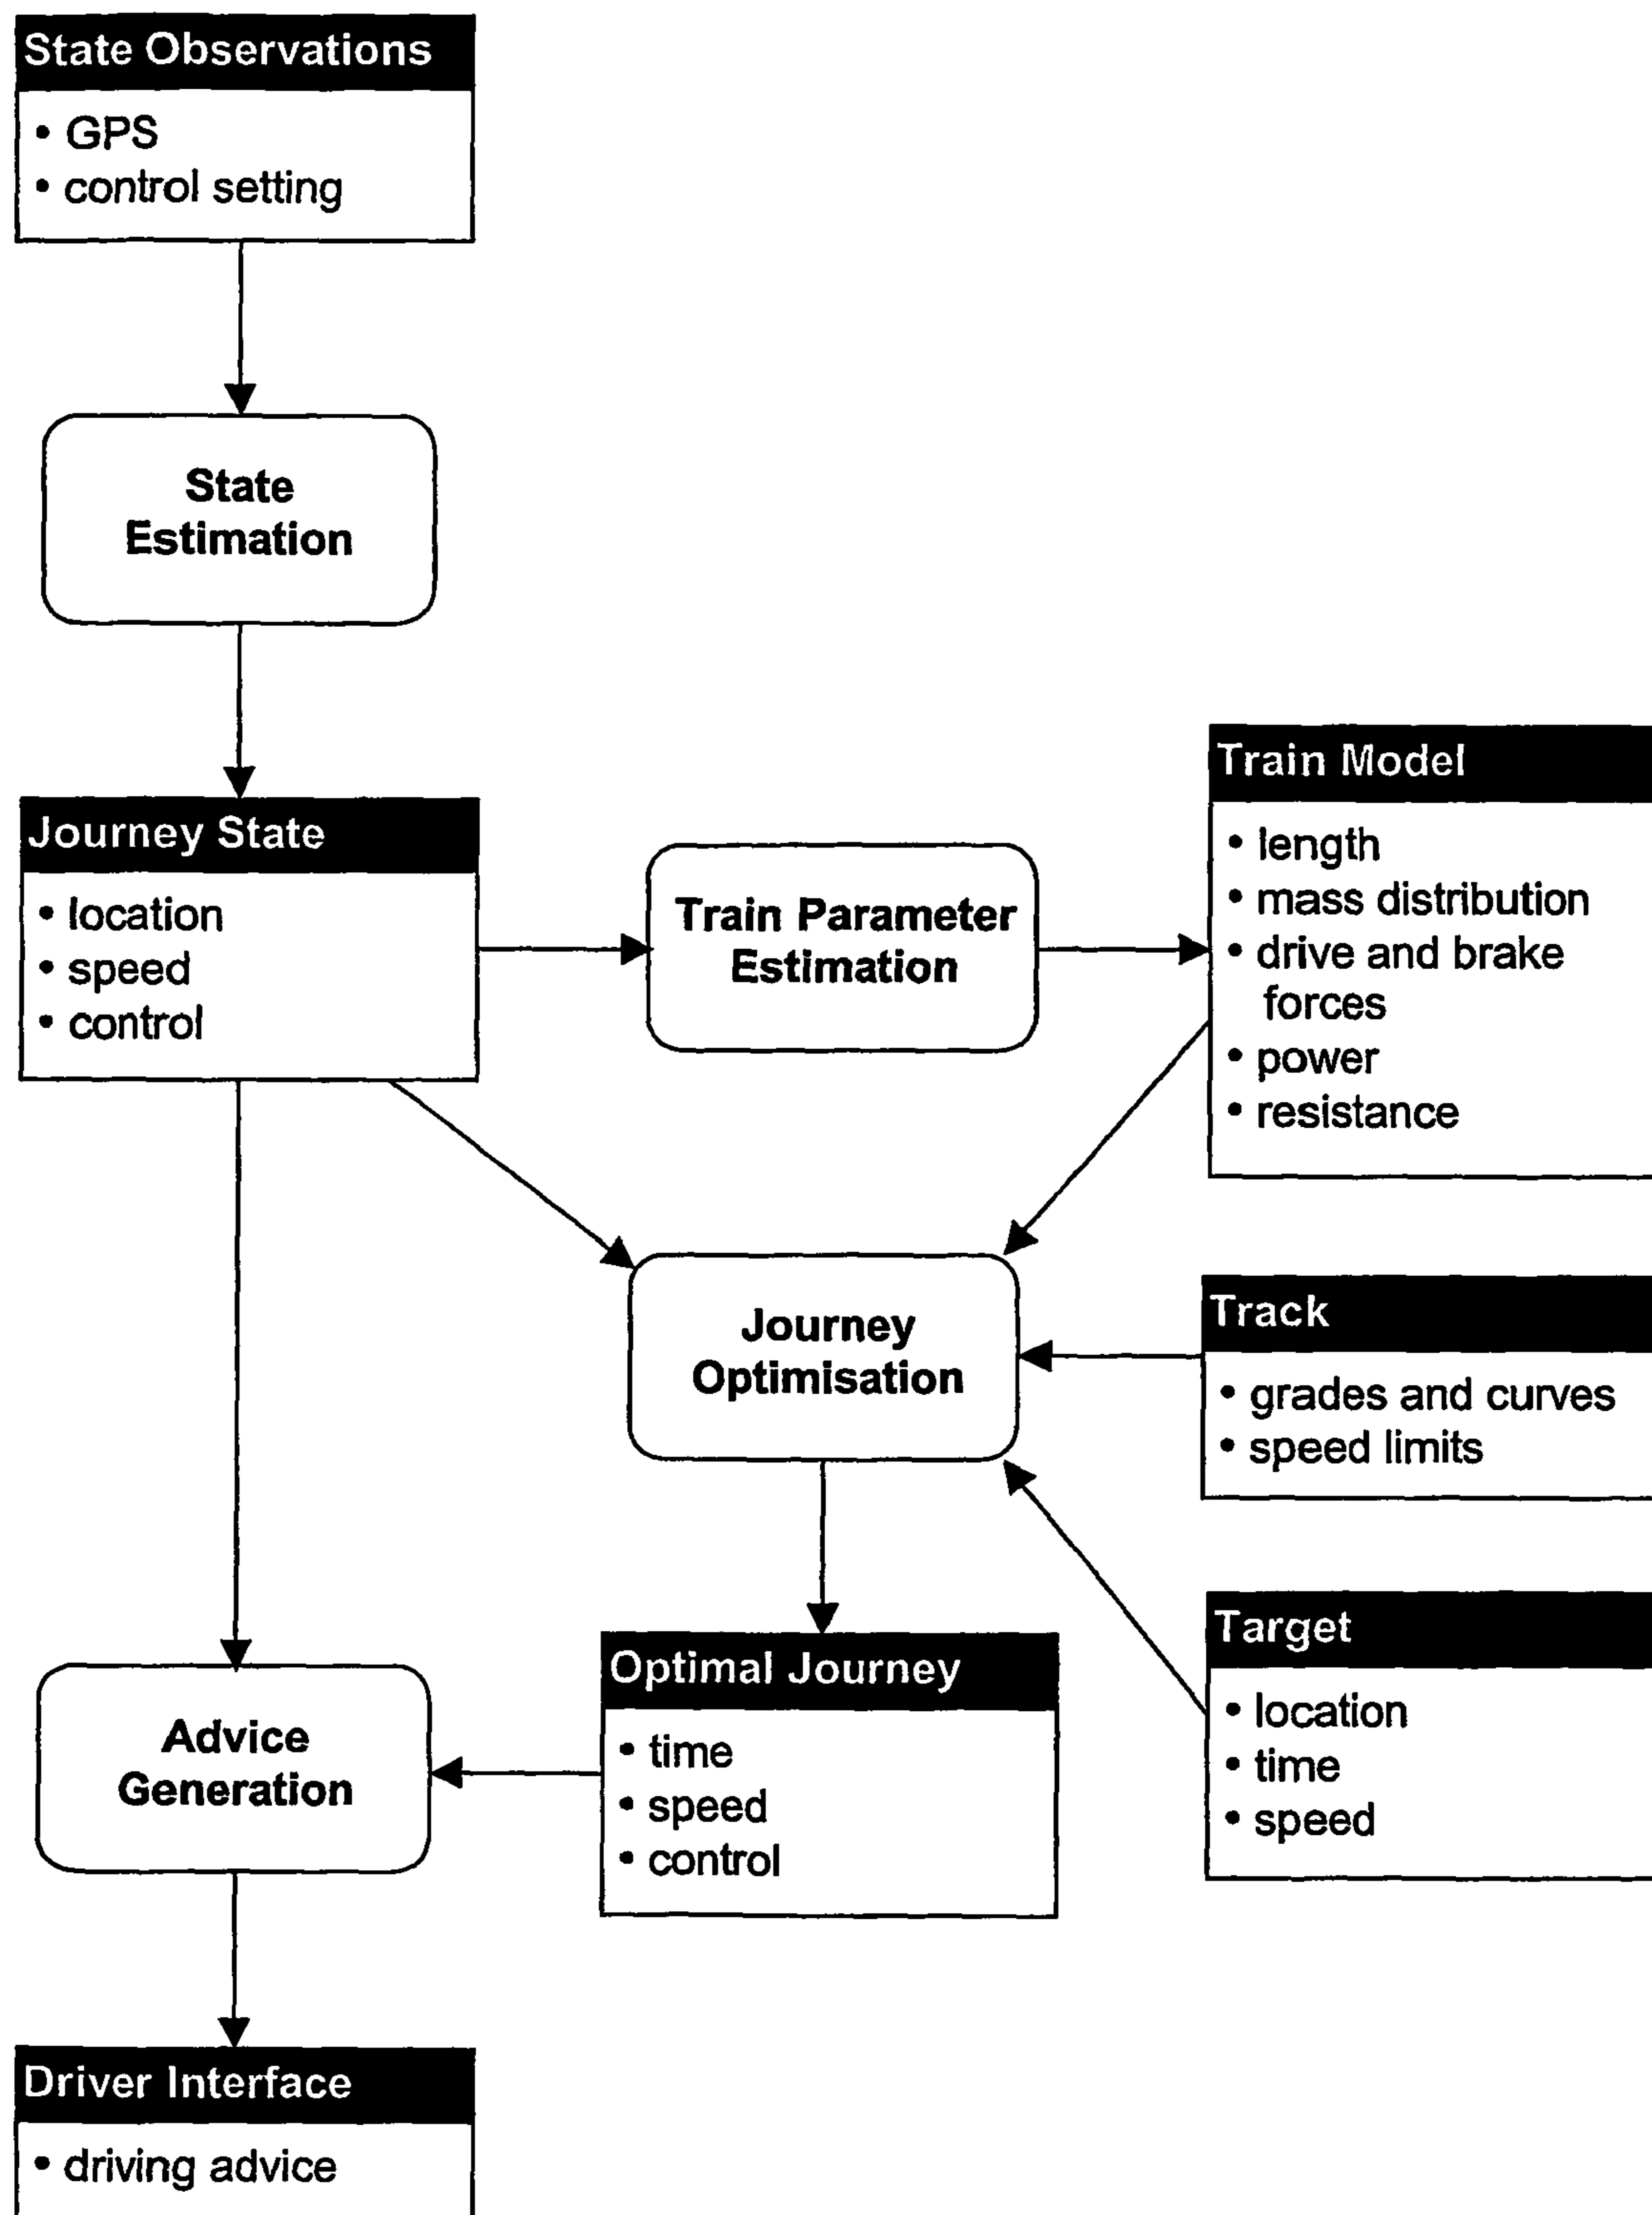 State Observations
• GPS
• control setting
State
Estimation
Journey State
• location
• speed
• control
Train Parameter
Estimation
Train Model
• length
• mass distribution
• drive and brake
forces
• power
• resistance
Journey
Optimisation
Track
• grades and curves
• speed limits
Target
• location
• time
• speed
Optimal Journey
• time
• speed
• control
Advice
Generation
Driver Interface
• driving advice